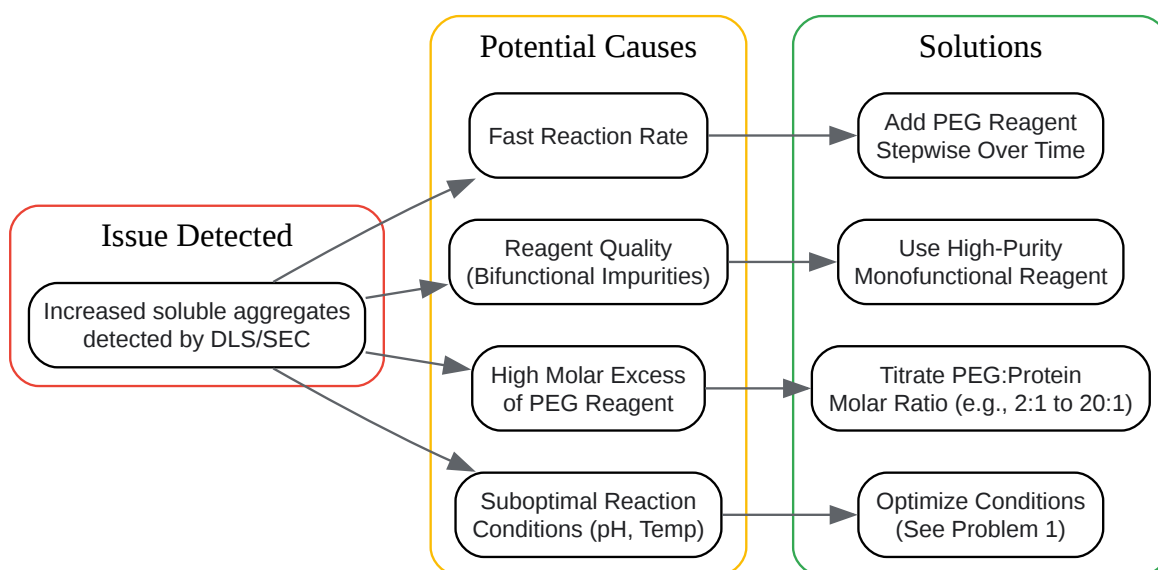 Issue Detected
Increased soluble aggregates
detected by DLS/SEC
Potential Causes
Fast Reaction Rate
Reagent Quality
(Bifunctional Impurities)
High Molar Excess
of PEG Reagent
Suboptimal Reaction
Conditions (pH, Temp)
Solutions
Add PEG Reagent
Stepwise Over Time
Use High-Purity
Monofunctional Reagent
Titrate PEG:Protein
Molar Ratio (e.g., 2:1 to 20:1)
Optimize Conditions
(See Problem 1)